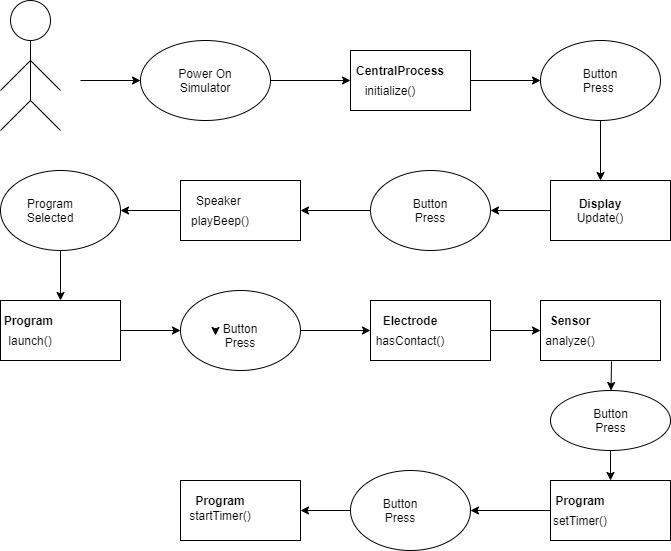 Power On
Simulator
CentralProcess
initialize()
Button
Press
Program
Selected
Speaker
playBeep()
Button
Press
Display
Update()
Program
launch()
Button
Press
Electrode
hasContact()
Sensor
analyze()
Button
Press
Program
startTimer()
Button
Press
Program
setTimer()